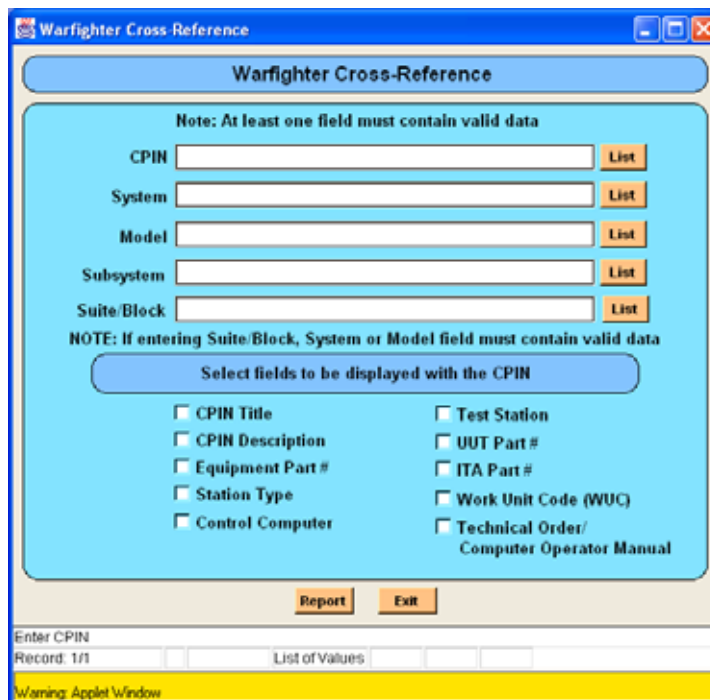 Warfighter Cross-Reference
Warfighter Cross-Reference
Note: At least one field must contain valid data
CPIN List
System List
Model List
Subsystem List
Suite/Block List
NOTE: If entering Suite/Block, System or Model field must contain valid data
Select fields to be displayed with the CPIN
CPIN Title
CPIN Description
Equipment Part #
Station Type
Control Computer
Test Station
UUT Part #
ITA Part #
Work Unit Code (WUC)
Technical Order/
Computer Operator Manual
Report Exit
Enter CPIN
Record: 1/1 List of Values
Warning: Applet Window